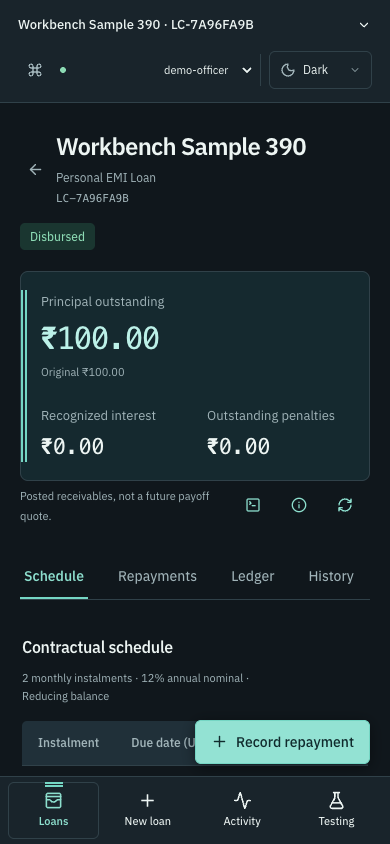 Workbench Sample 390 · LC-7A96FA9B
⌘ demo-officer Dark
Workbench Sample 390
Personal EMI Loan
LC-7A96FA9B
Disbursed
Principal outstanding
₹100.00
Original ₹100.00
Recognized interest Outstanding penalties
₹0.00 ₹0.00
Posted receivables, not a future payoff
quote.
Schedule Repayments Ledger History
Contractual schedule
2 monthly instalments · 12% annual nominal ·
Reducing balance
Instalment Due date (U
+ Record repayment
Loans New loan Activity Testing